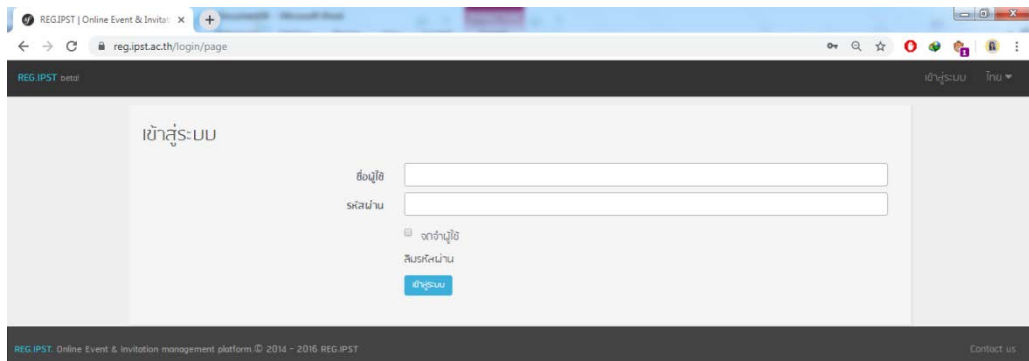 REGIPST | Online Event & Invitat
reg.ipst.ac.th/login/page
REG.IPST beta!
เข้าสู่ระบบ ไทย
เข้าสู่ระบบ
ชื่อผู้ใช้
รหัสผ่าน
จดจำผู้ใช้
ลืมรหัสผ่าน
เข้าสู่ระบบ
REG.IPST. Online Event & Invitation management platform © 2014 - 2016 REG.IPST
Contact us